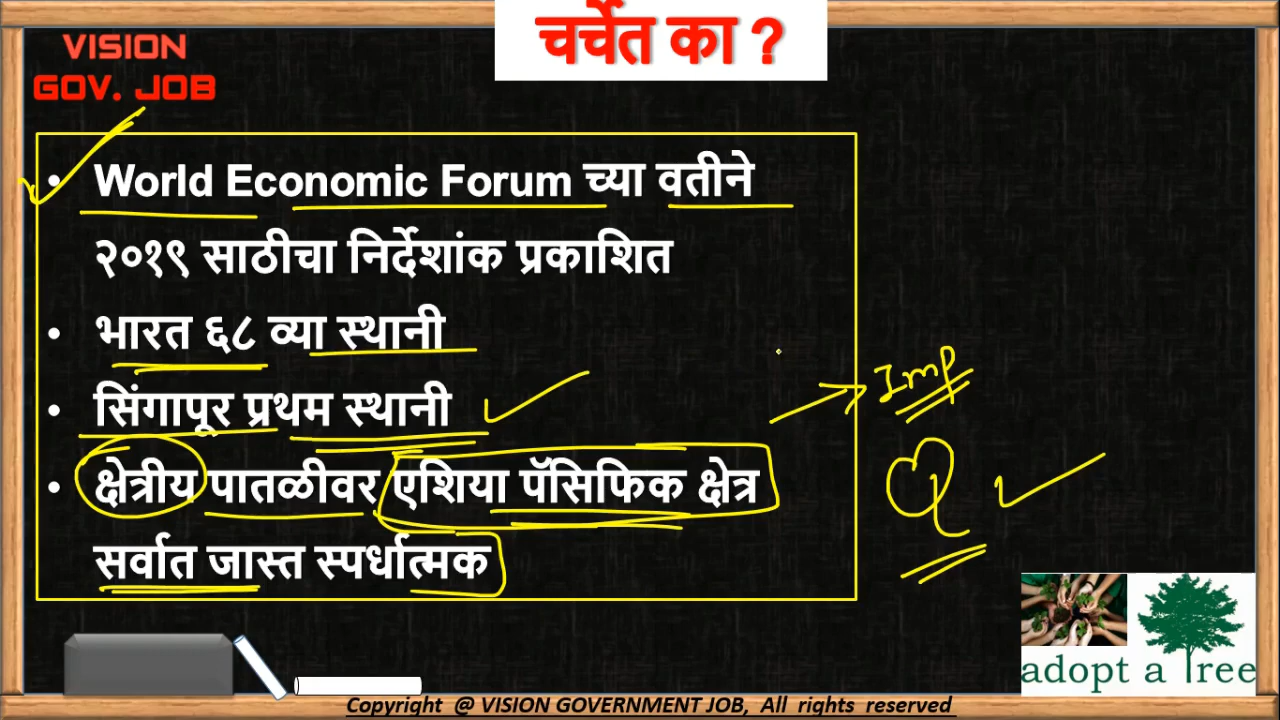 चर्चेत का ?
VISION
GOV. JOB
• World Economic Forum च्या वतीने
२०१९ साठीचा निर्देशांक प्रकाशित
• भारत ६८ व्या स्थानी
• सिंगापूर प्रथम स्थानी
• क्षेत्रीय पातळीवर एशिया पॅसिफिक क्षेत्र
सर्वात जास्त स्पर्धात्मक
Imp
Q
adopt a Tree
Copyright @ VISION GOVERNMENT JOB, All rights reserved